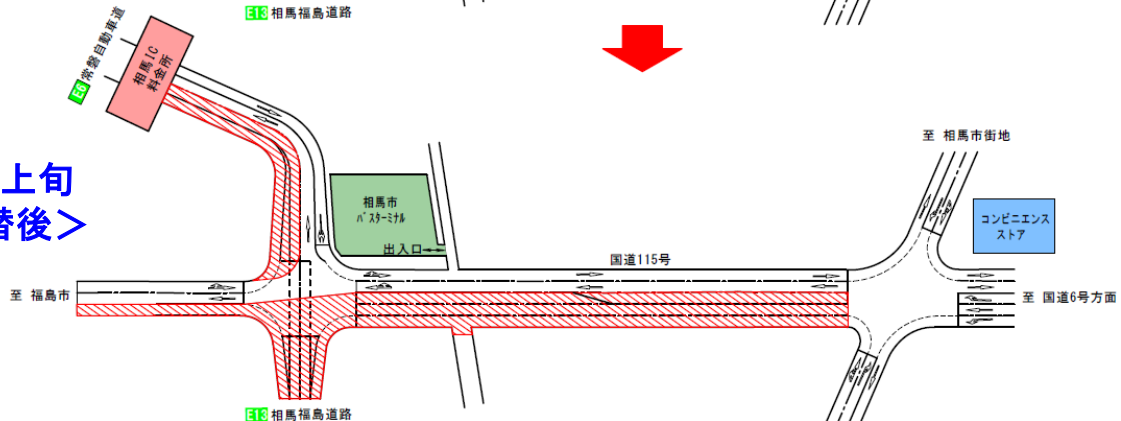 E13 相馬福島道路
E6 常磐自動車道
相馬IC
料金所
至 相馬市街地
上旬
替後＞
相馬市
バスターミナル
コンビニエンス
ストア
出入口
国道115号
至 福島市
至 国道6号方面
E13 相馬福島道路